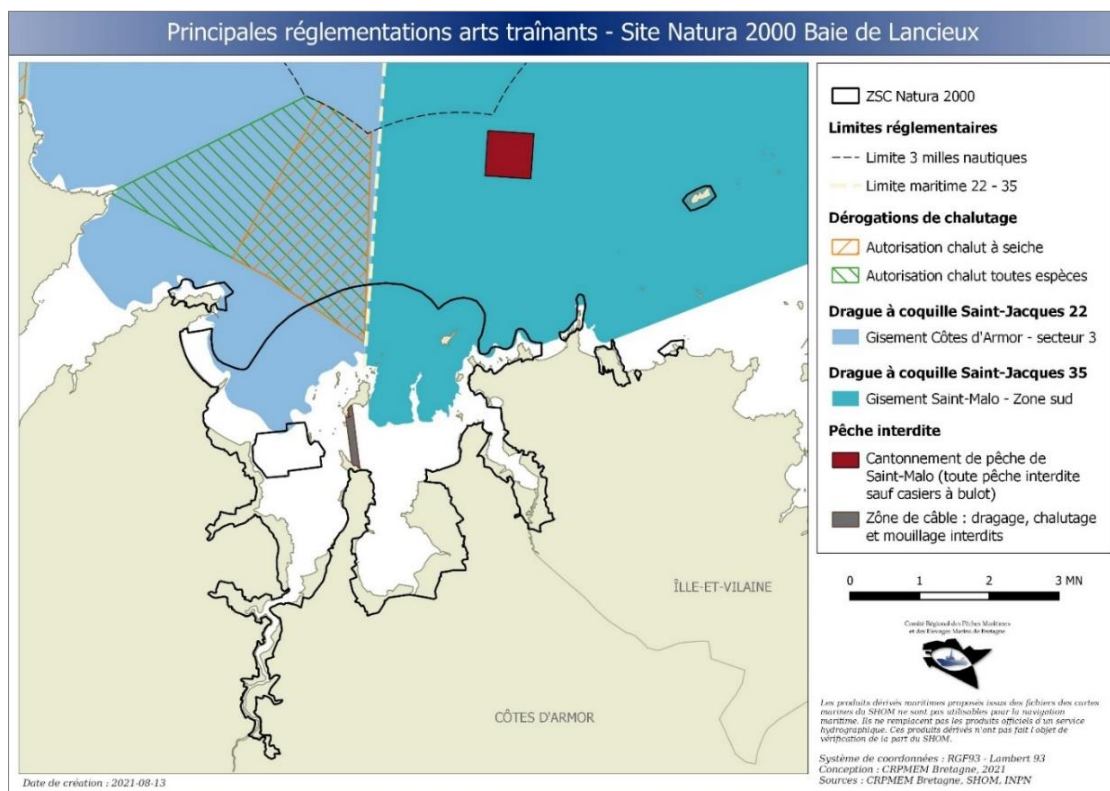 Principales réglementations arts traînants - Site Natura 2000 Baie de Lancieux
ZSC Natura 2000
Limites réglementaires
Limite 3 milles nautiques
Limite maritime 22 - 35
Dérogations de chalutage
Autorisation chalut à seiche
Autorisation chalut toutes espèces
Drague à coquille Saint-Jacques 22
Gisement Côtes d'Armor - secteur 3
Drague à coquille Saint-Jacques 35
Gisement Saint-Malo - Zone sud
Pêche interdite
Cantonnement de pêche de
Saint-Malo (toute pêche interdite
sauf casiers à bulot)
Zône de câble : dragage, chalutage
et mouillage interdits
0 1 2 3 MN
Comité Régional des Pêches Maritimes
et des Elevages Marins de Bretagne
Les produits dérivés maritimes proposés issus des fichiers des cartes
marines du SHOM ne sont pas utilisables pour la navigation
maritime. Ils ne remplacent pas les produits officiels d'un service
hydrographique. Ces produits dérivés n'ont pas fait l'objet de
vérification de la part du SHOM.
Système de coordonnées : RGF93 - Lambert 93
Conception : CRPMEM Bretagne, 2021
Sources : CRPMEM Bretagne, SHOM, INPN
ÎLLE-ET-VILAINE
CÔTES D'ARMOR
Date de création : 2021-08-13